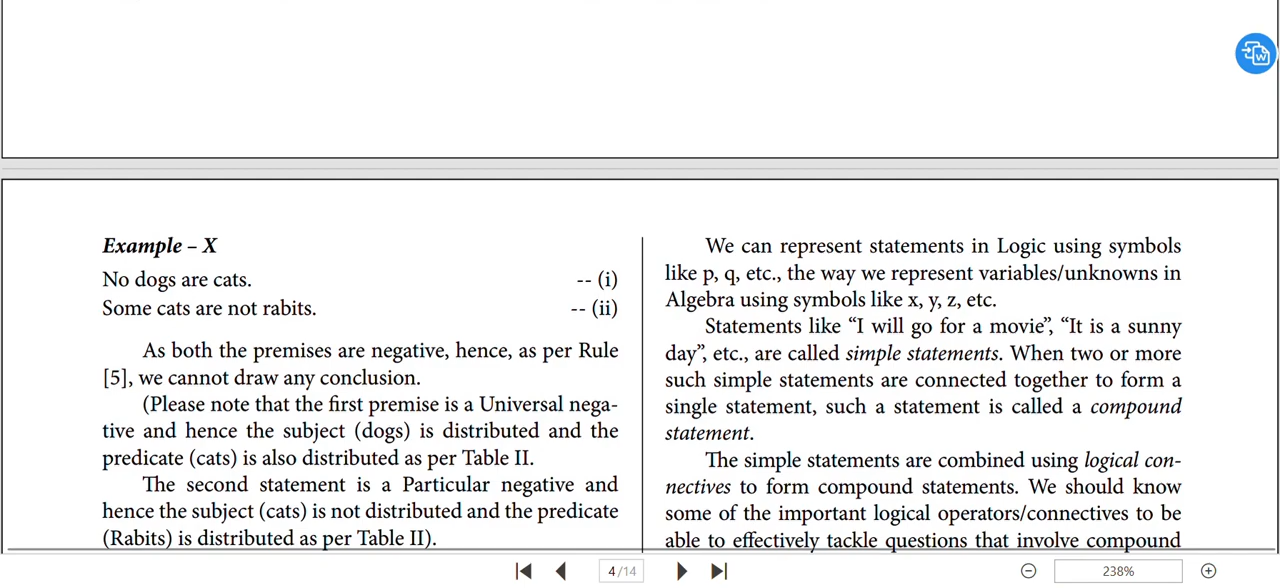 Example – X
No dogs are cats. -- (i)
Some cats are not rabits. -- (ii)
As both the premises are negative, hence, as per Rule
[5], we cannot draw any conclusion.
(Please note that the first premise is a Universal nega-
tive and hence the subject (dogs) is distributed and the
predicate (cats) is also distributed as per Table II.
The second statement is a Particular negative and
hence the subject (cats) is not distributed and the predicate
(Rabits) is distributed as per Table II).
We can represent statements in Logic using symbols
like p, q, etc., the way we represent variables/unknowns in
Algebra using symbols like x, y, z, etc.
Statements like “I will go for a movie”, “It is a sunny
day”, etc., are called simple statements. When two or more
such simple statements are connected together to form a
single statement, such a statement is called a compound
statement.
The simple statements are combined using logical con-
nectives to form compound statements. We should know
some of the important logical operators/connectives to be
able to effectively tackle questions that involve compound
4 /14
238%